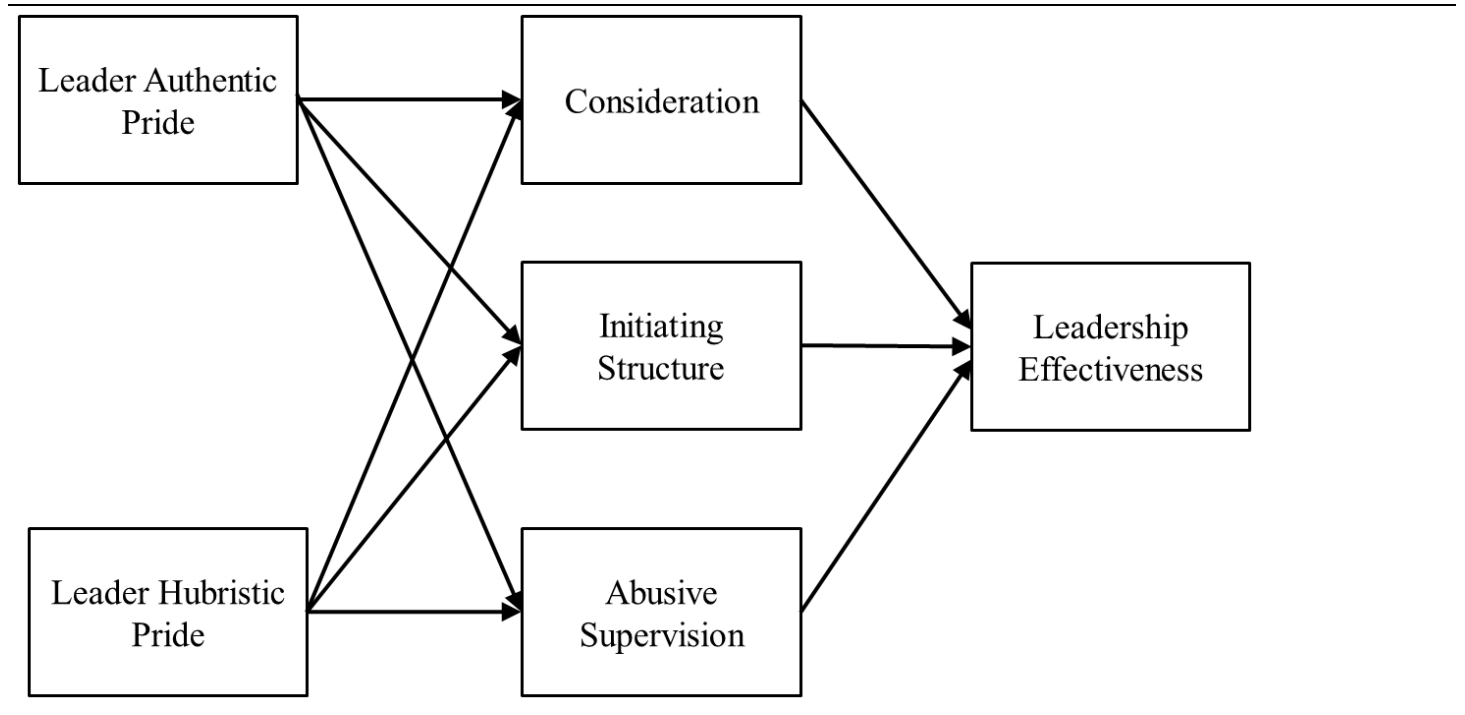 Leader Authentic
Pride
Consideration
Initiating
Structure
Leadership
Effectiveness
Leader Hubristic
Pride
Abusive
Supervision